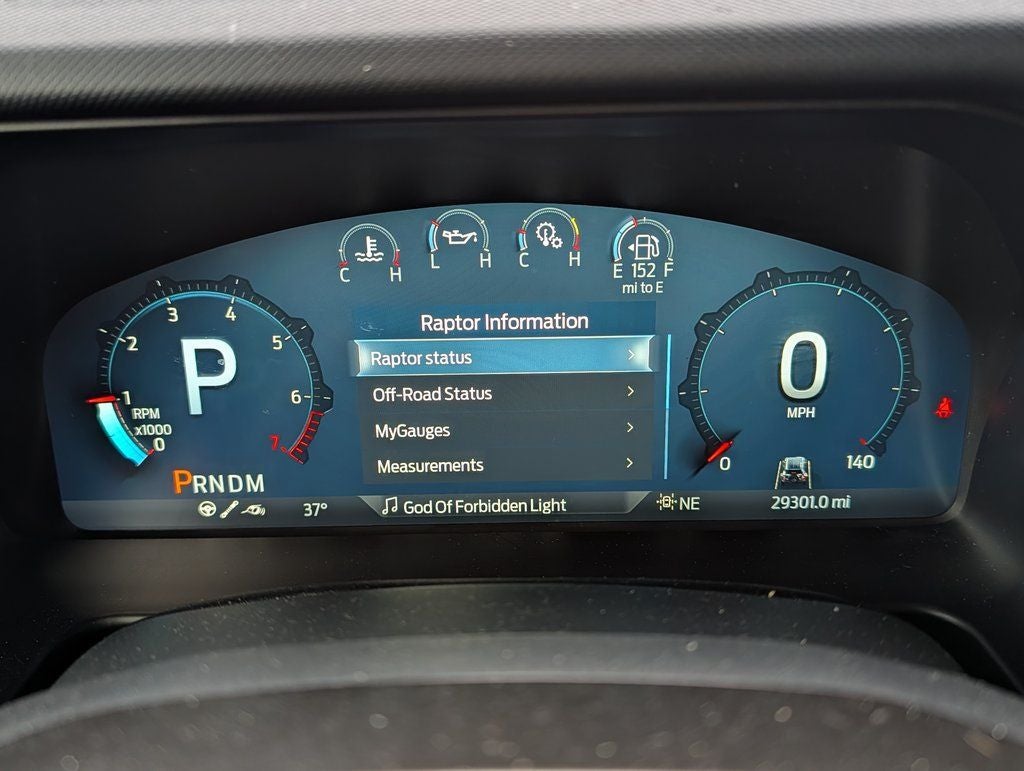 C H
L H
C H
E 152 F
mi to E
1
2
3
4
5
6
7
0
RPM
x1000
P
PRNDM
37°
Raptor Information
Raptor status
Off-Road Status
MyGauges
Measurements
God Of Forbidden Light
NE
0
MPH
0
140
29301.0 mi